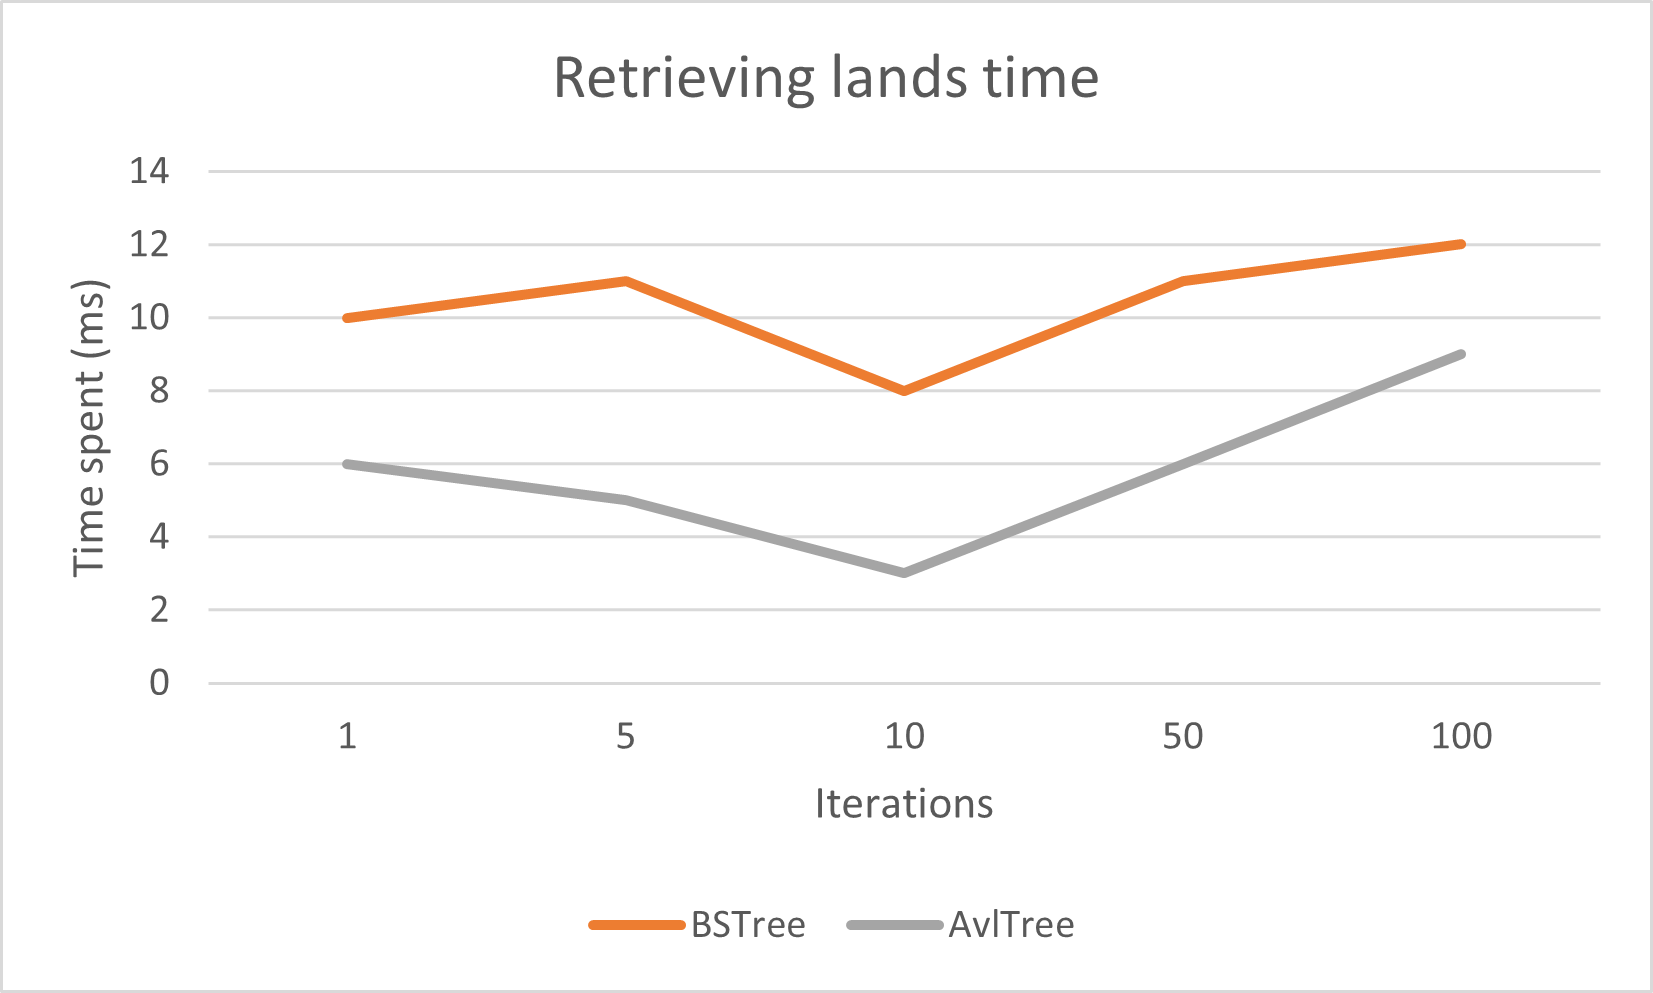 Retrieving lands time
14
12
10
8
6
4
2
0
Time spent (ms)
1 5 10 50 100
Iterations
BSTree AvlTree